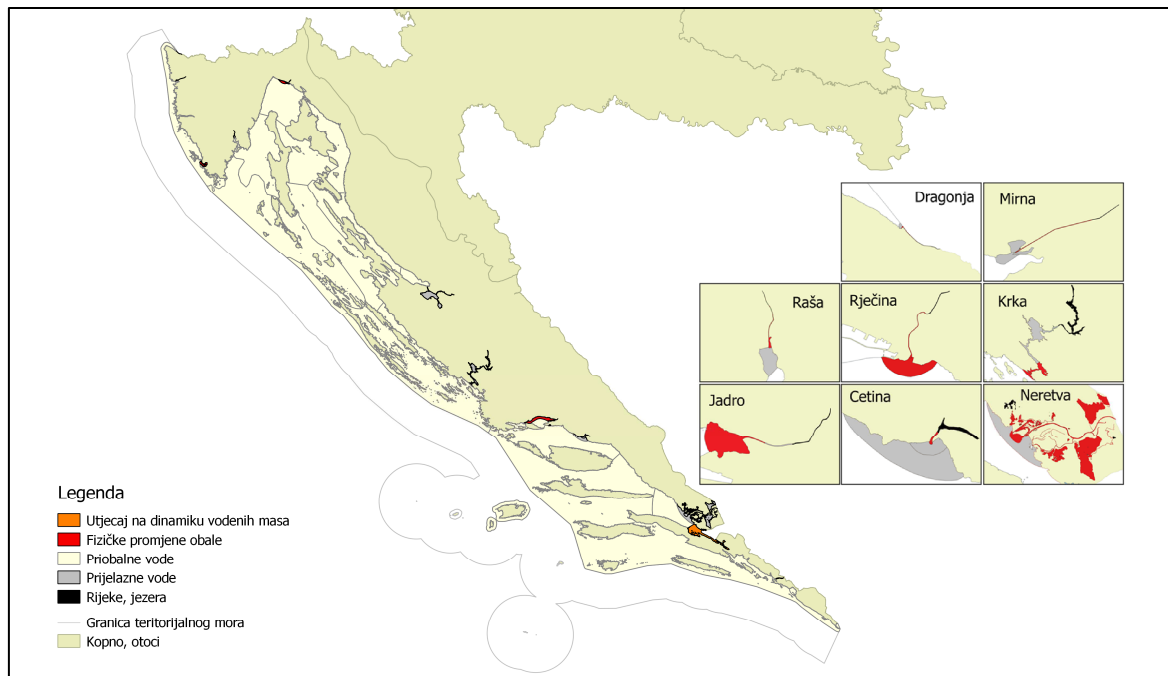 Dragonja
Mirna
Raša
Rječina
Krka
Jadro
Cetina
Neretva
Legenda
Utjecaj na dinamiku vodenih masa
Fizičke promjene obale
Priobalne vode
Prijelazne vode
Rijeke, jezera
Granica teritorijalnog mora
Kopno, otoci